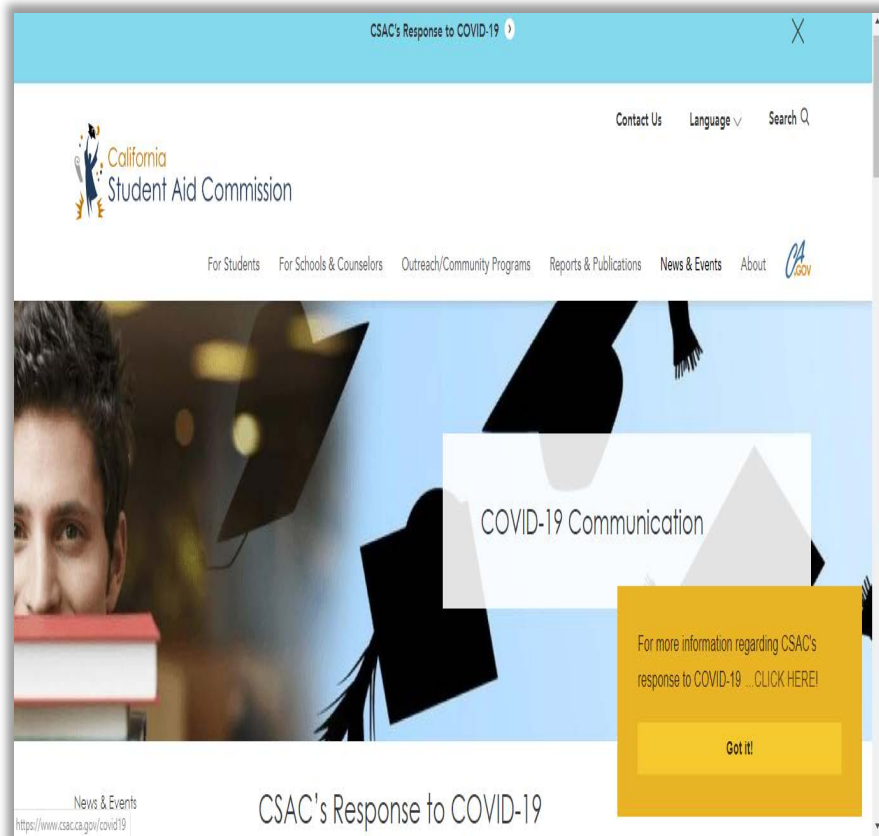 CSAC's Response to COVID-19
Contact Us Language Search
California
Student Aid Commission
For Students For Schools & Counselors Outreach/Community Programs Reports & Publications News & Events About CA.GOV
COVID-19 Communication
For more information regarding CSAC's
response to COVID-19 ...CLICK HERE!
Got it!
News & Events
CSAC's Response to COVID-19
https://www.csac.ca.gov/covid19